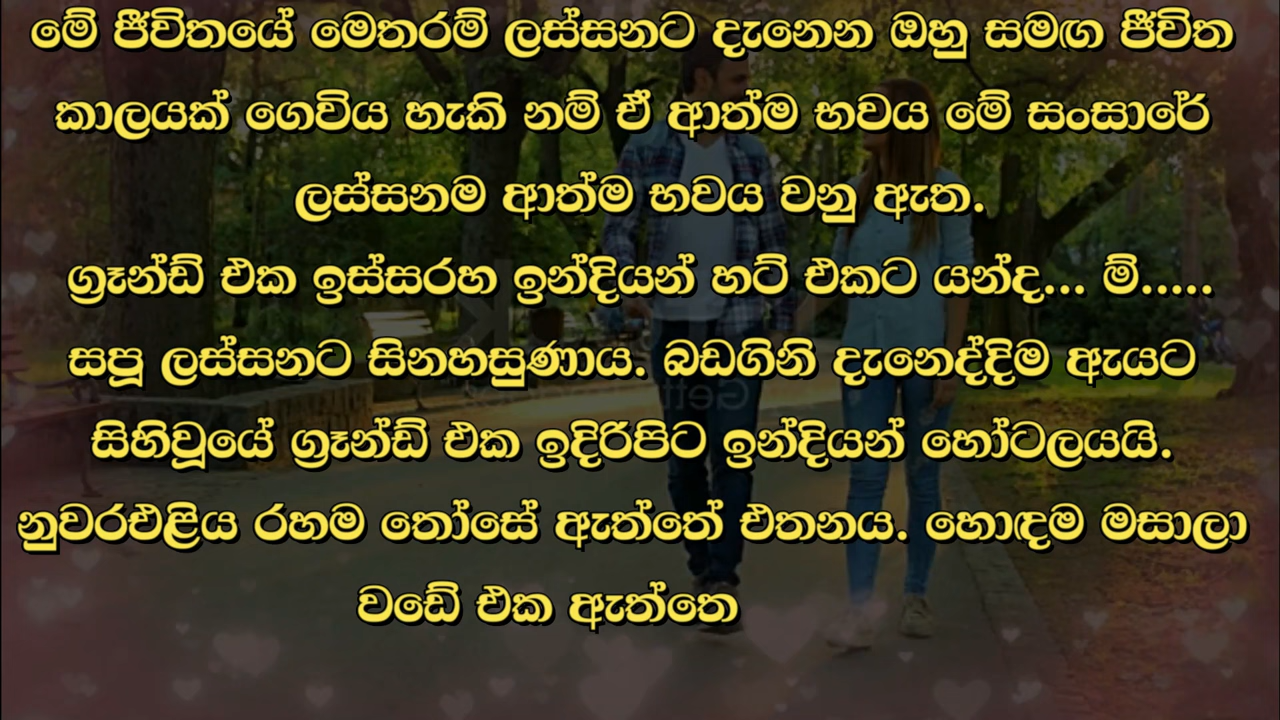 මේ ජීවිතයේ මෙතරම් ලස්සනට දැනෙන ඔහු සමඟ ජීවිත
කාලයක් ගෙවිය හැකි නම් ඒ ආත්ම භවය මේ සංසාරේ
ලස්සනම ආත්ම භවය වනු ඇත.
ග්‍රෑන්ඩ් එක ඉස්සරහ ඉන්දියන් හට් එකට යන්ද... ම්.....
සපූ ලස්සනට සිනහසුණාය. බඩගිනි දැනෙද්දිම ඇයට
සිහිවූයේ ග්‍රෑන්ඩ් එක ඉදිරිපිට ඉන්දියන් හෝටලයයි.
නුවරඑළිය රහම තෝසේ ඇත්තේ එතනය. හොඳම මසාලා
වඩේ එක ඇත්තෙ